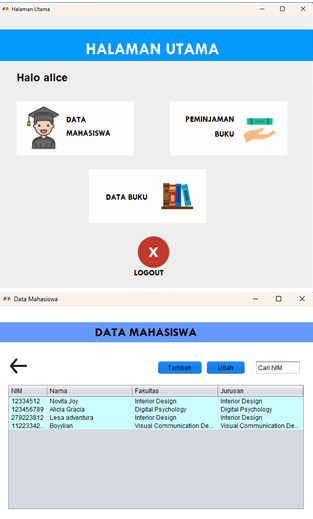 Halaman Utama
HALAMAN UTAMA
Halo alice
DATA
MAHASISWA
PEMINJAMAN
BUKU
DATA BUKU
X
LOGOUT
Data Mahasiswa
DATA MAHASISWA
Tambah Ubah Cari NIM
NIM Nama Fakultas Jurusan
12334512 Novita Joy Interior Design Interior Design
123456789 Alicia Gracia Digital Psychology Digital Psychology
279223812 Lesa adventura Interior Design Interior Design
11223342... Boylian Visual Communication De... Visual Communication De...